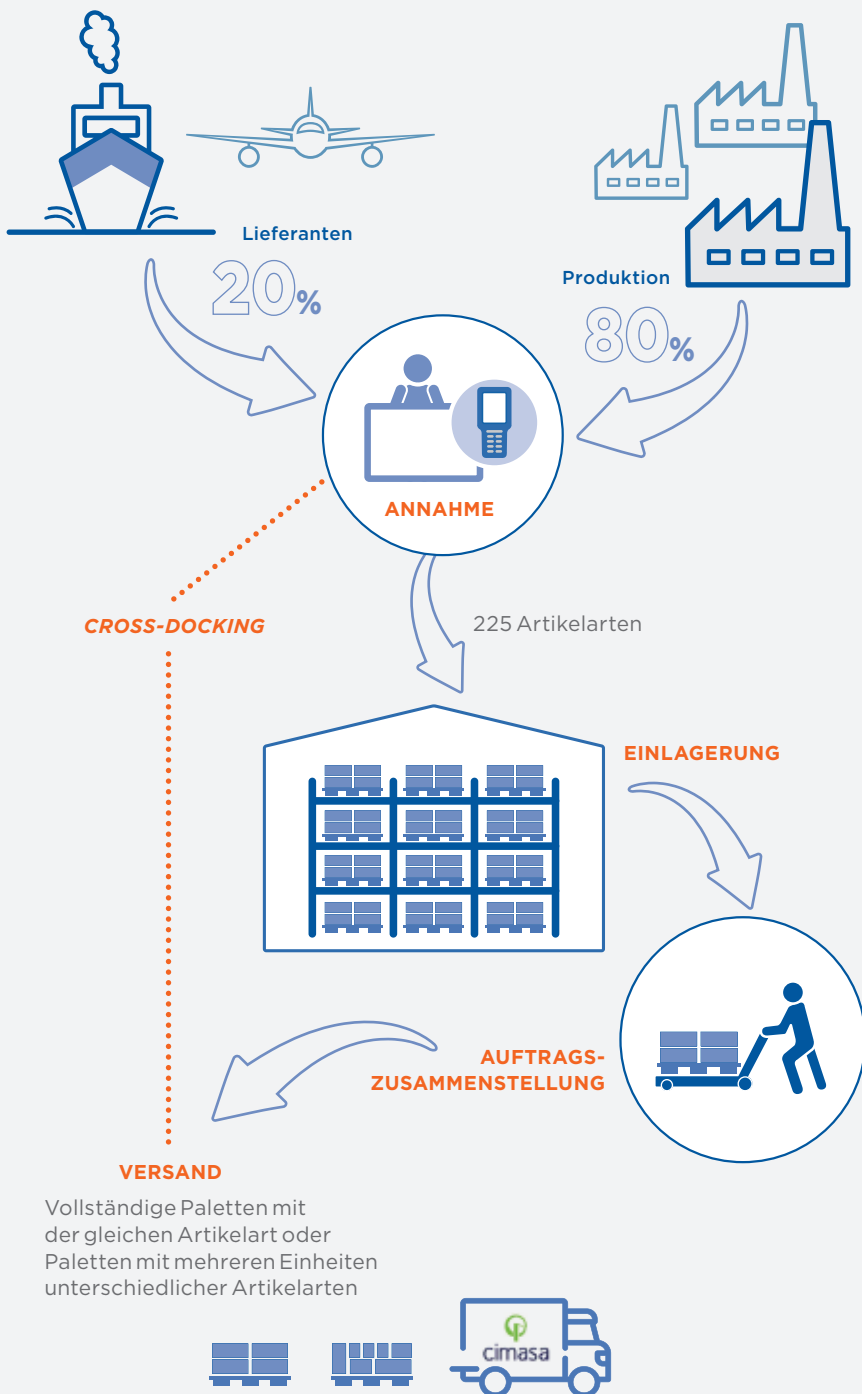 Lieferanten
20%
Produktion
80%
ANNAHME
CROSS-DOCKING
225 Artikelarten
EINLAGERUNG
AUFTRAGS-
ZUSAMMENSTELLUNG
VERSAND
Vollständige Paletten mit
der gleichen Artikelart oder
Paletten mit mehreren Einheiten
unterschiedlicher Artikelarten
cimasa